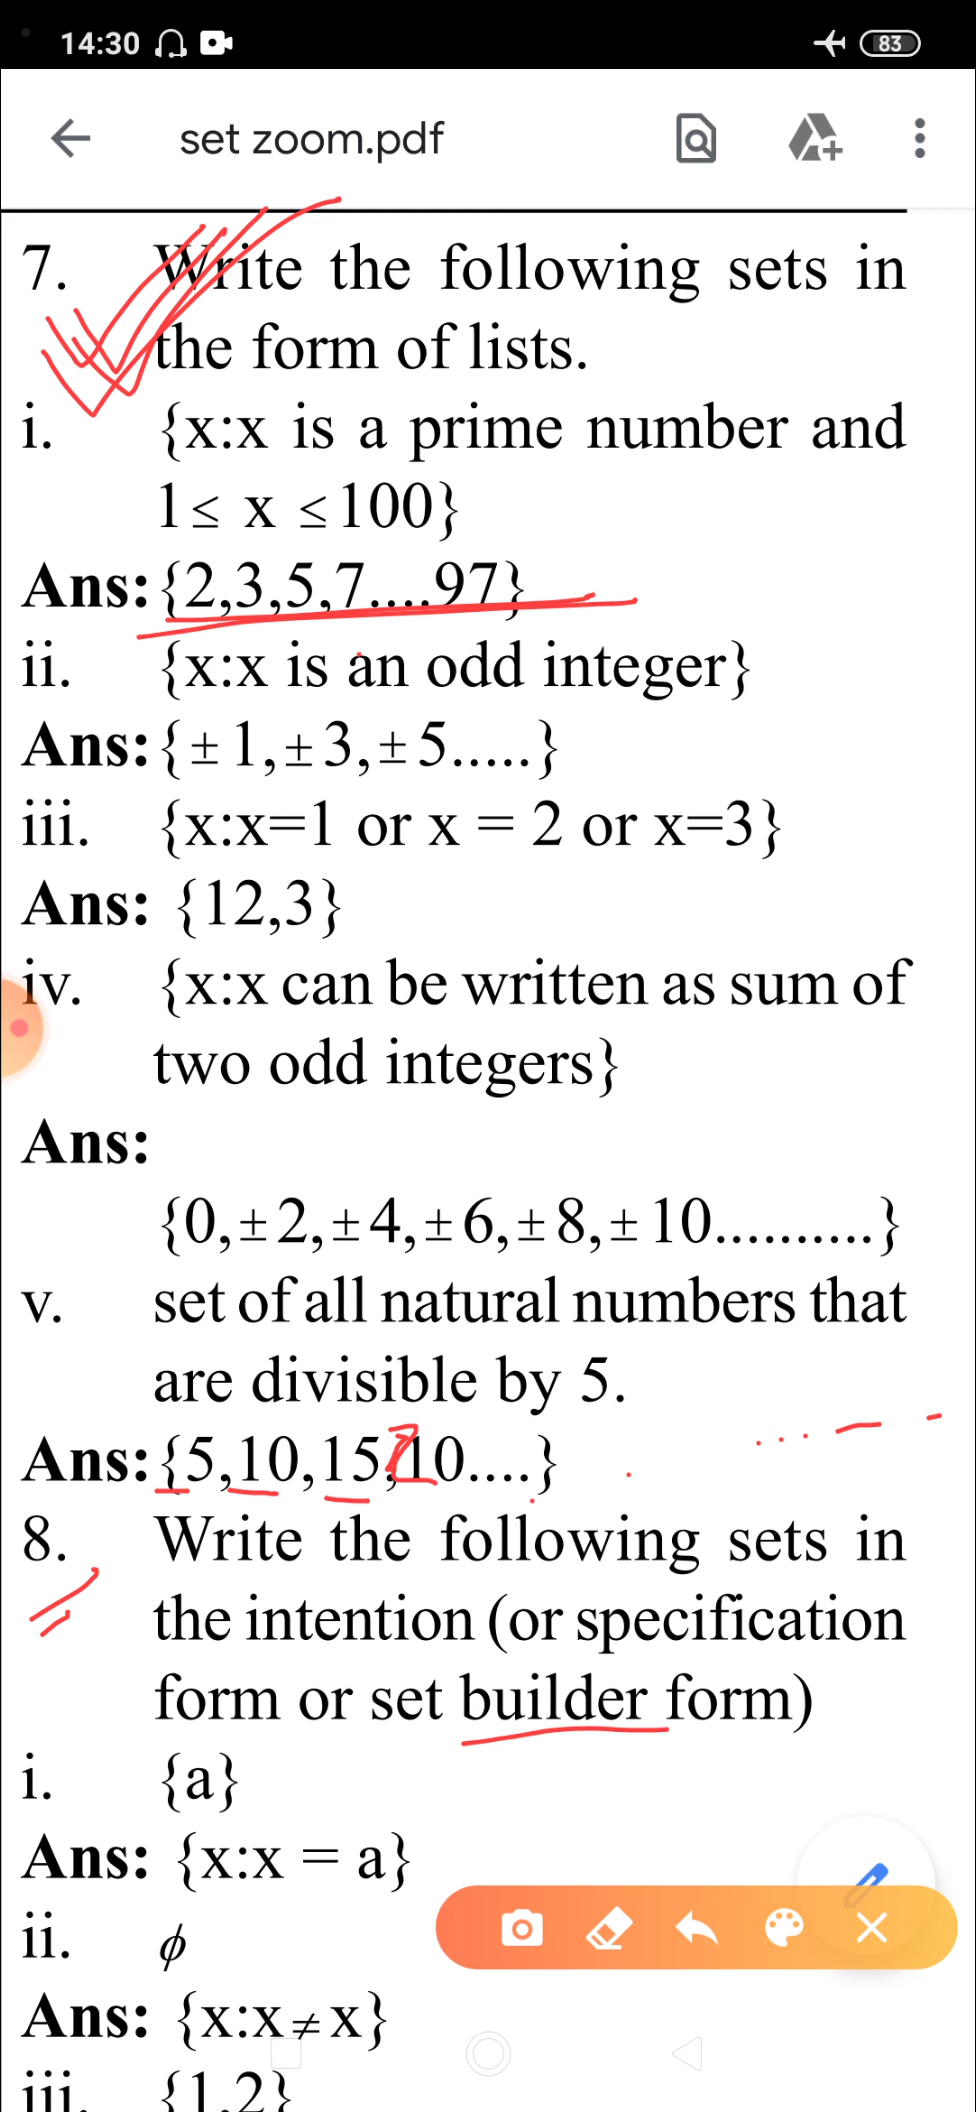 14:30
83
set zoom.pdf
7. Write the following sets in
the form of lists.
i. {x:x is a prime number and
1≤ x ≤100}
Ans:{2,3,5,7....97}
ii. {x:x is an odd integer}
Ans:{±1,±3,±5.....}
iii. {x:x=1 or x = 2 or x=3}
Ans: {12,3}
iv. {x:x can be written as sum of
two odd integers}
Ans:
{0,±2,±4,±6,±8,±10..........}
v. set of all natural numbers that
are divisible by 5.
Ans:{5,10,15,10....}
8. Write the following sets in
the intention (or specification
form or set builder form)
i. {a}
Ans: {x:x = a}
ii. ϕ
Ans: {x:x≠x}
iii. {1,2}